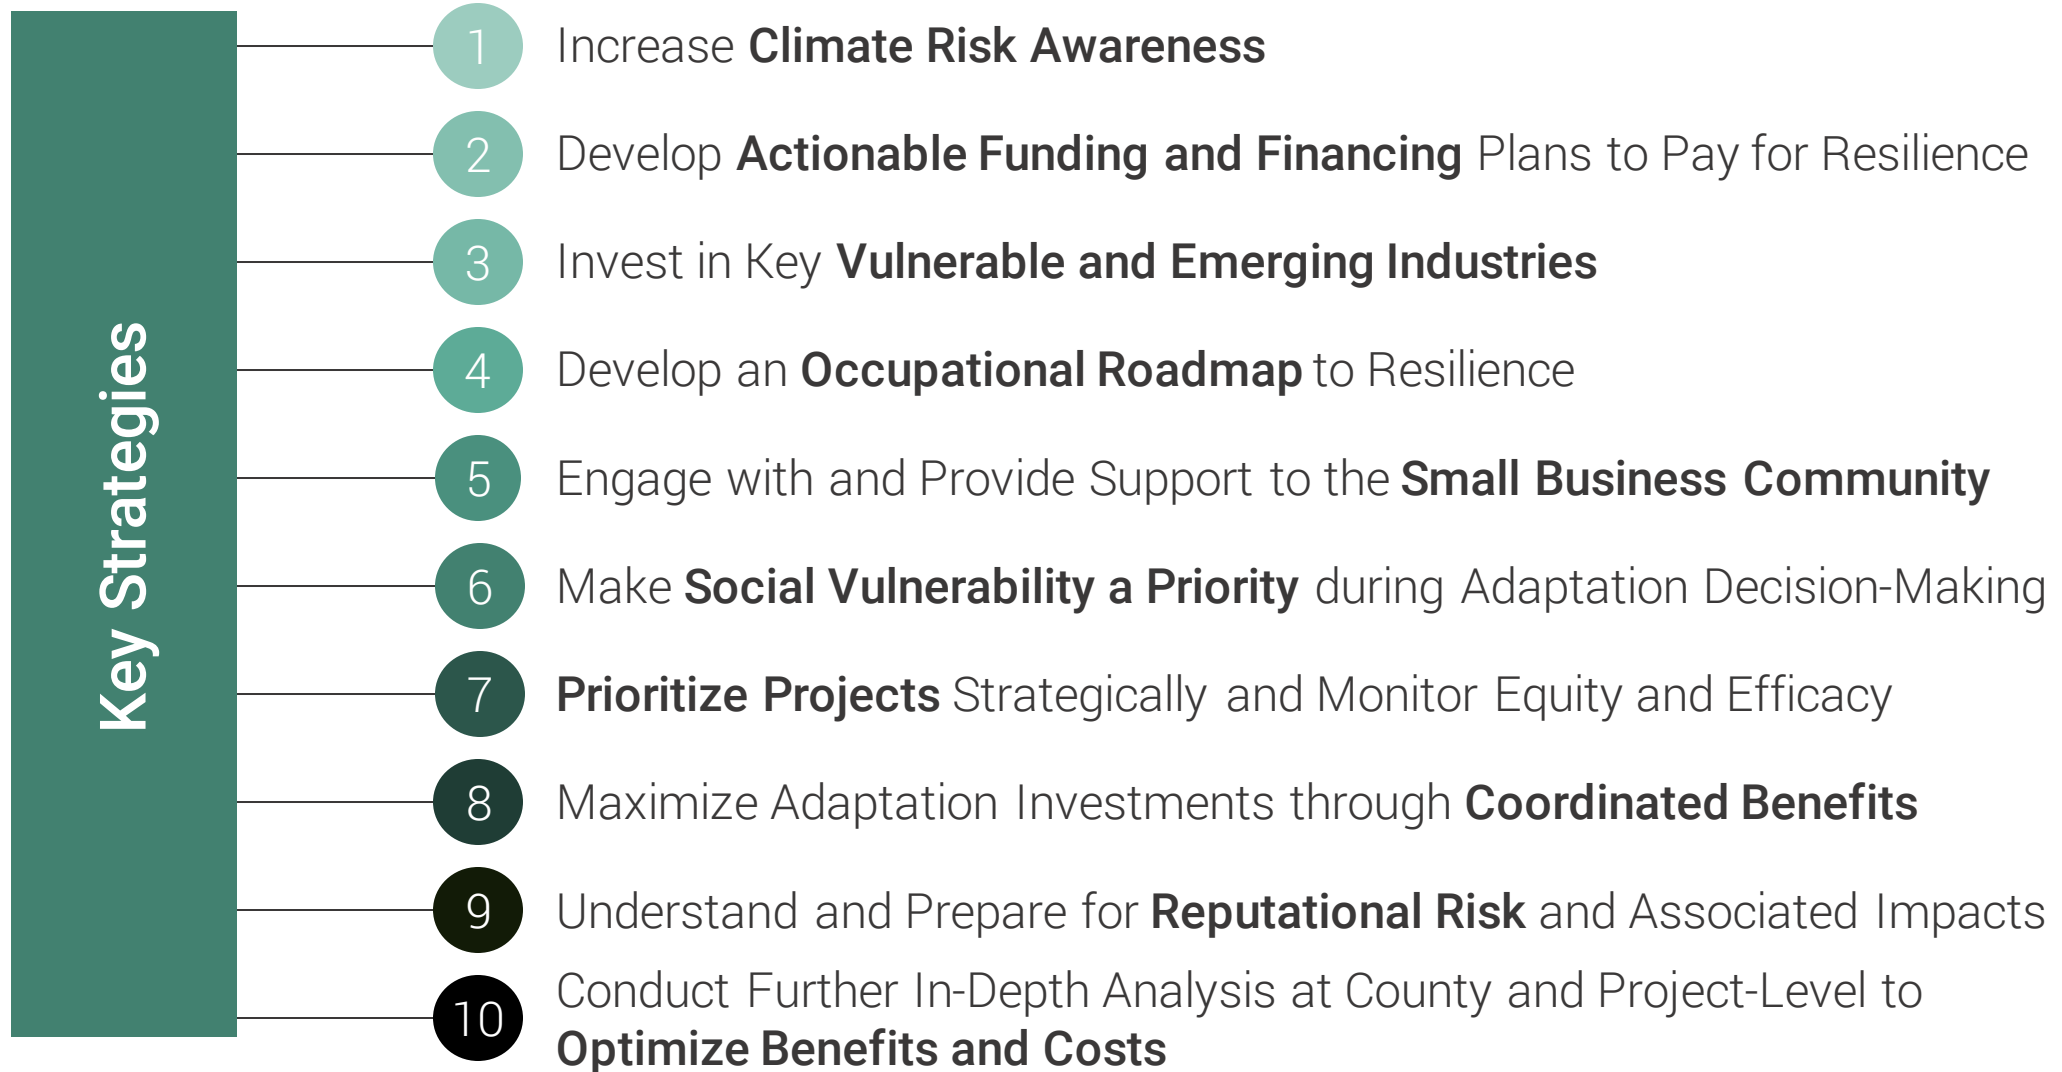 Key Strategies
1 Increase Climate Risk Awareness
2 Develop Actionable Funding and Financing Plans to Pay for Resilience
3 Invest in Key Vulnerable and Emerging Industries
4 Develop an Occupational Roadmap to Resilience
5 Engage with and Provide Support to the Small Business Community
6 Make Social Vulnerability a Priority during Adaptation Decision-Making
7 Prioritize Projects Strategically and Monitor Equity and Efficacy
8 Maximize Adaptation Investments through Coordinated Benefits
9 Understand and Prepare for Reputational Risk and Associated Impacts
10 Conduct Further In-Depth Analysis at County and Project-Level to
Optimize Benefits and Costs